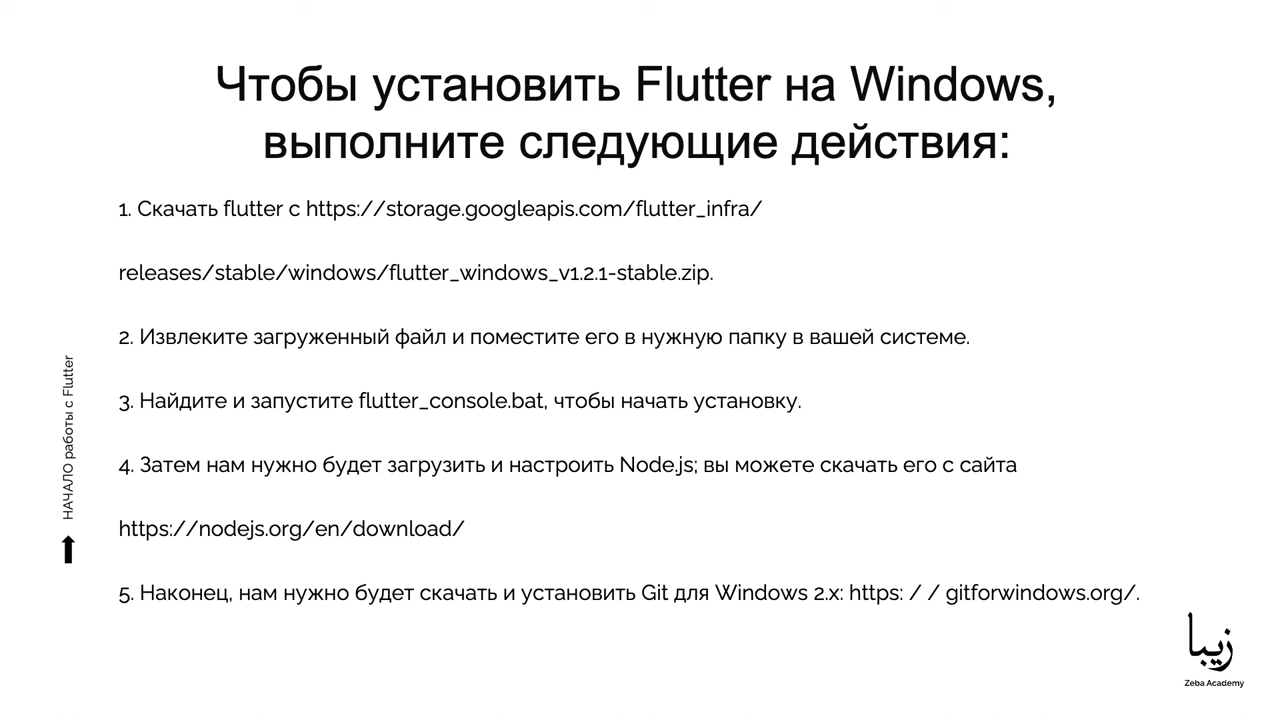 Чтобы установить Flutter на Windows,
выполните следующие действия:
1. Скачать flutter с https://storage.googleapis.com/flutter_infra/
releases/stable/windows/flutter_windows_v1.2.1-stable.zip.
2. Извлеките загруженный файл и поместите его в нужную папку в вашей системе.
3. Найдите и запустите flutter_console.bat, чтобы начать установку.
4. Затем нам нужно будет загрузить и настроить Node.js; вы можете скачать его с сайта
https://nodejs.org/en/download/
5. Наконец, нам нужно будет скачать и установить Git для Windows 2.x: https: / / gitforwindows.org/.
НАЧАЛО работы с Flutter
زيبا
Zeba Academy